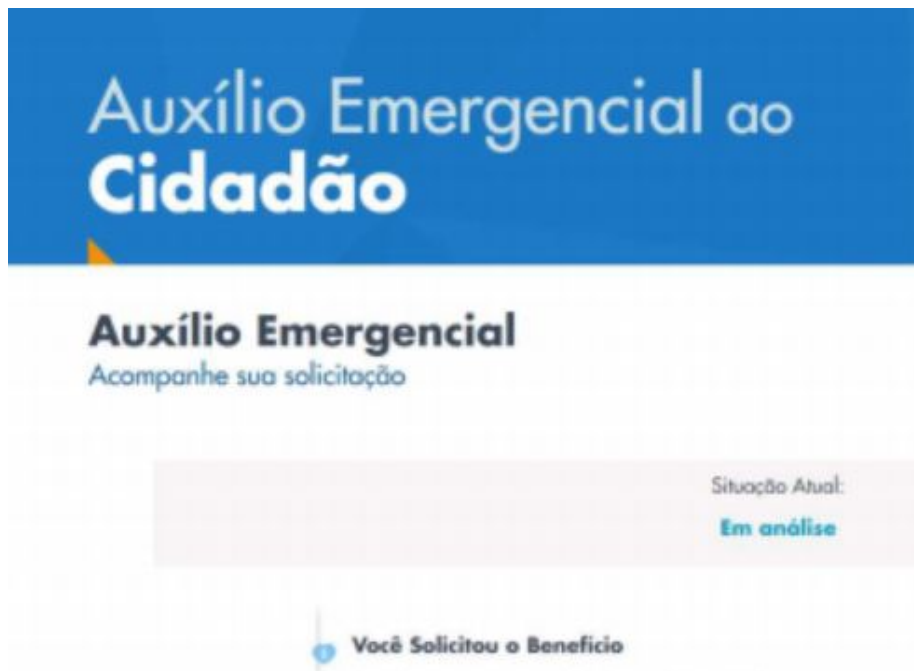 Auxílio Emergencial ao
Cidadão
Auxílio Emergencial
Acompanhe sua solicitação
Situação Atual:
Em análise
Você Solicitou o Benefício